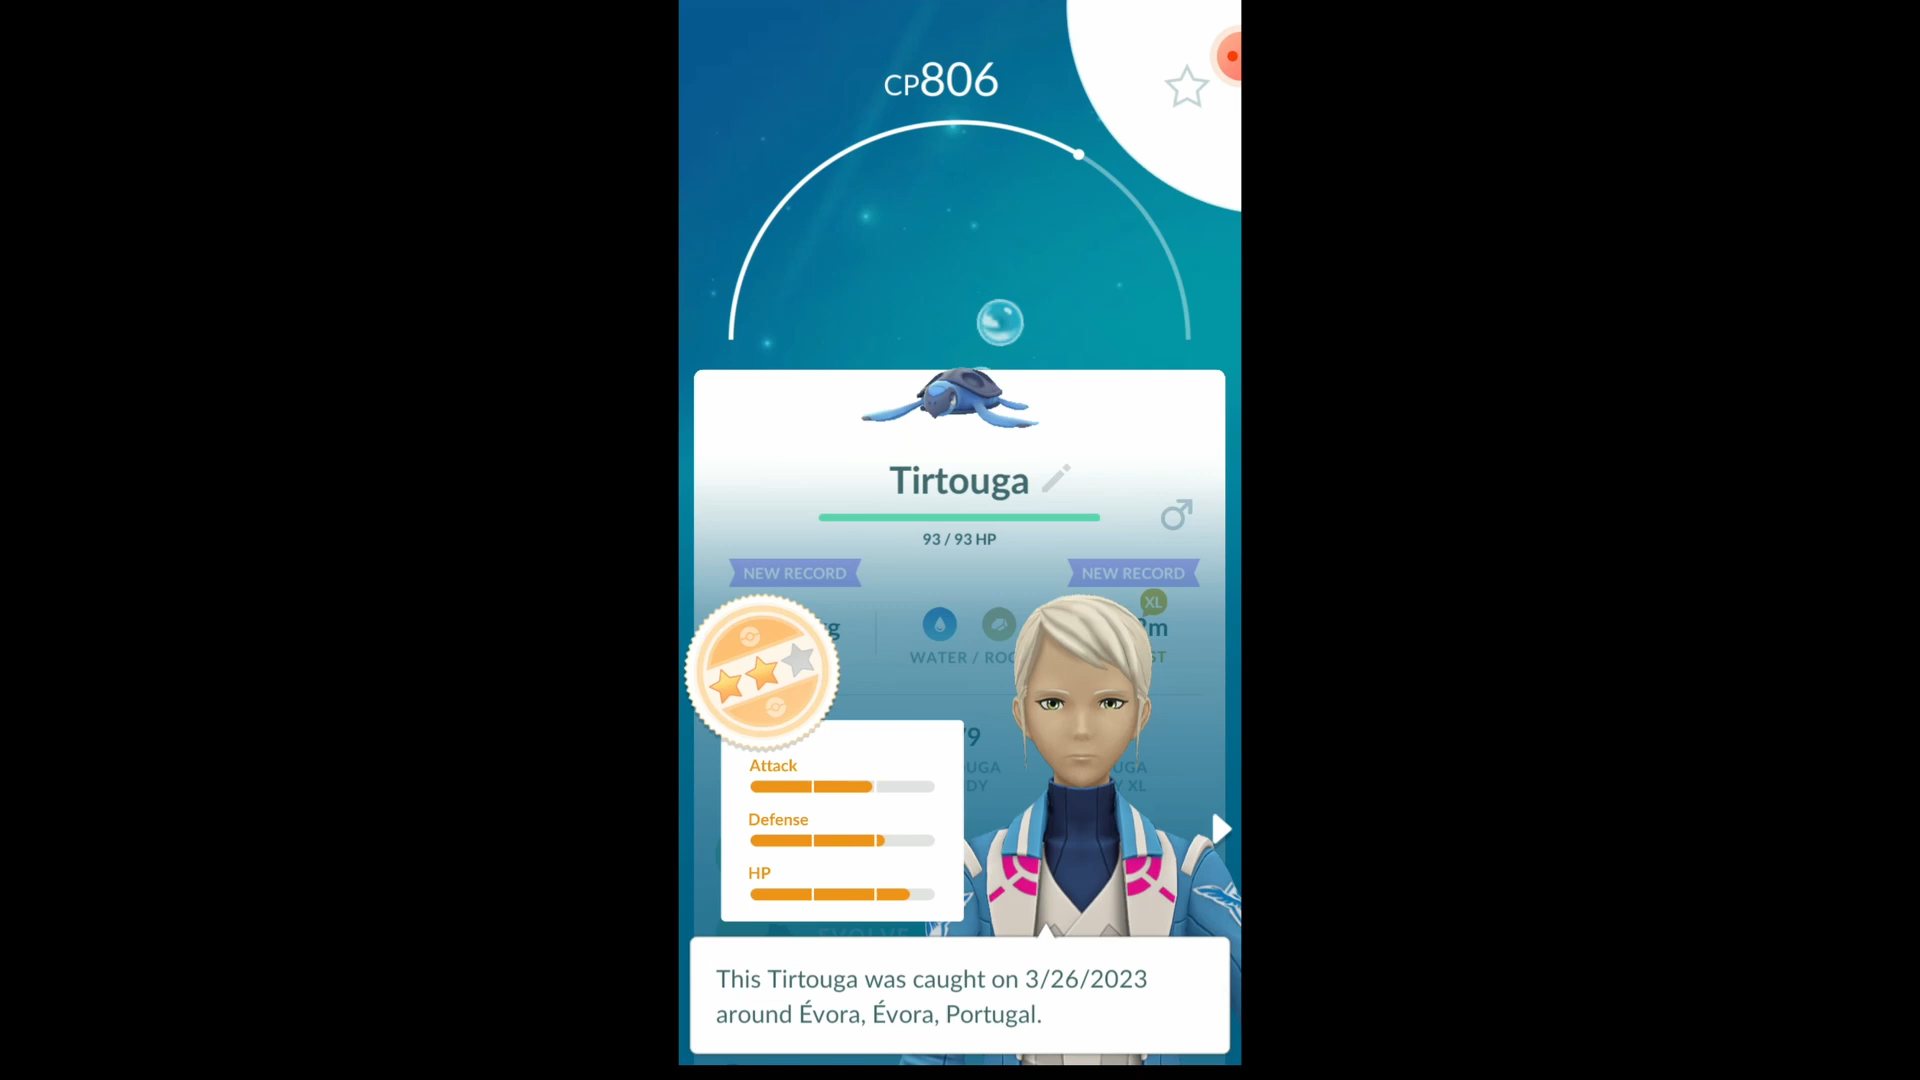 CP806
Tirtouga
93 / 93 HP
NEW RECORD
NEW RECORD
XL
WATER /
Attack
Defense
HP
EVOLVE
This Tirtouga was caught on 3/26/2023
around Évora, Évora, Portugal.